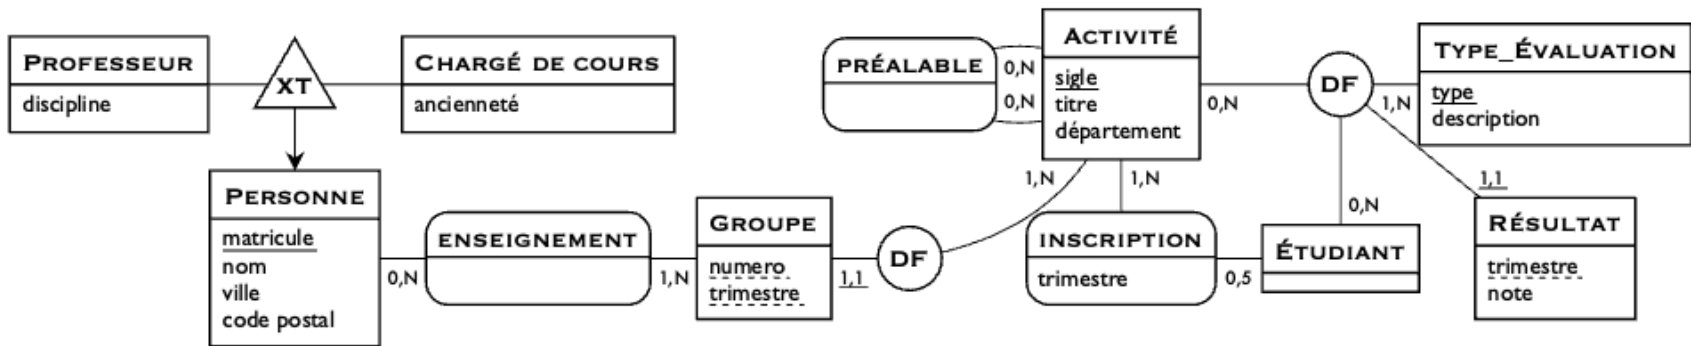 PROFESSEUR
discipline
XT
CHARGÉ DE COURS
ancienneté
PERSONNE
matricule
nom
ville
code postal
0,N
ENSEIGNEMENT
1,N
GROUPE
numero
trimestre
1,1
DF
1,N
PRÉALABLE
0,N
0,N
ACTIVITÉ
sigle
titre
département
1,N
INSCRIPTION
trimestre
0,5
ÉTUDIANT
0,N
0,N
DF
1,N
TYPE_ÉVALUATION
type
description
1,1
RÉSULTAT
trimestre
note